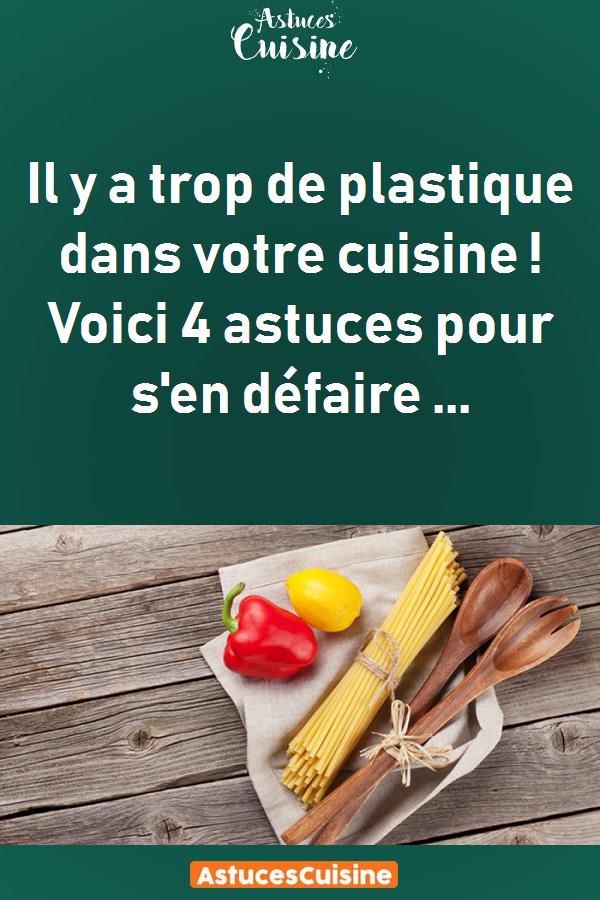 Astuces
Cuisine
Il y a trop de plastique
dans votre cuisine !
Voici 4 astuces pour
s'en défaire ...
AstucesCuisine